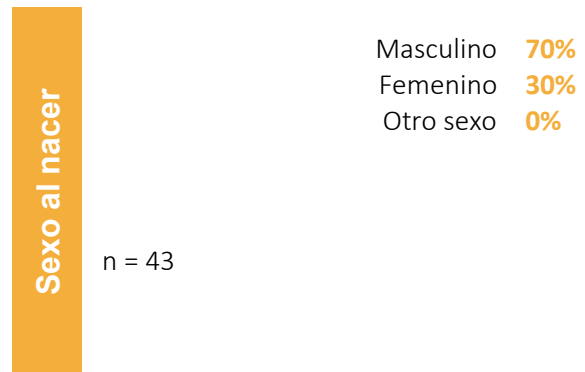 Sexo al nacer
Masculino 70%
Femenino 30%
Otro sexo 0%
n = 43